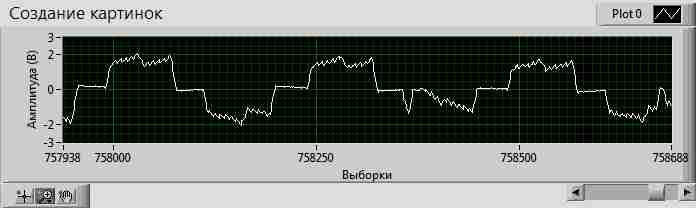 Создание картинок
Plot 0
Амплитуда (В)
3
2
0
-2
-3
757938 758000 758250 758500 758688
Выборки